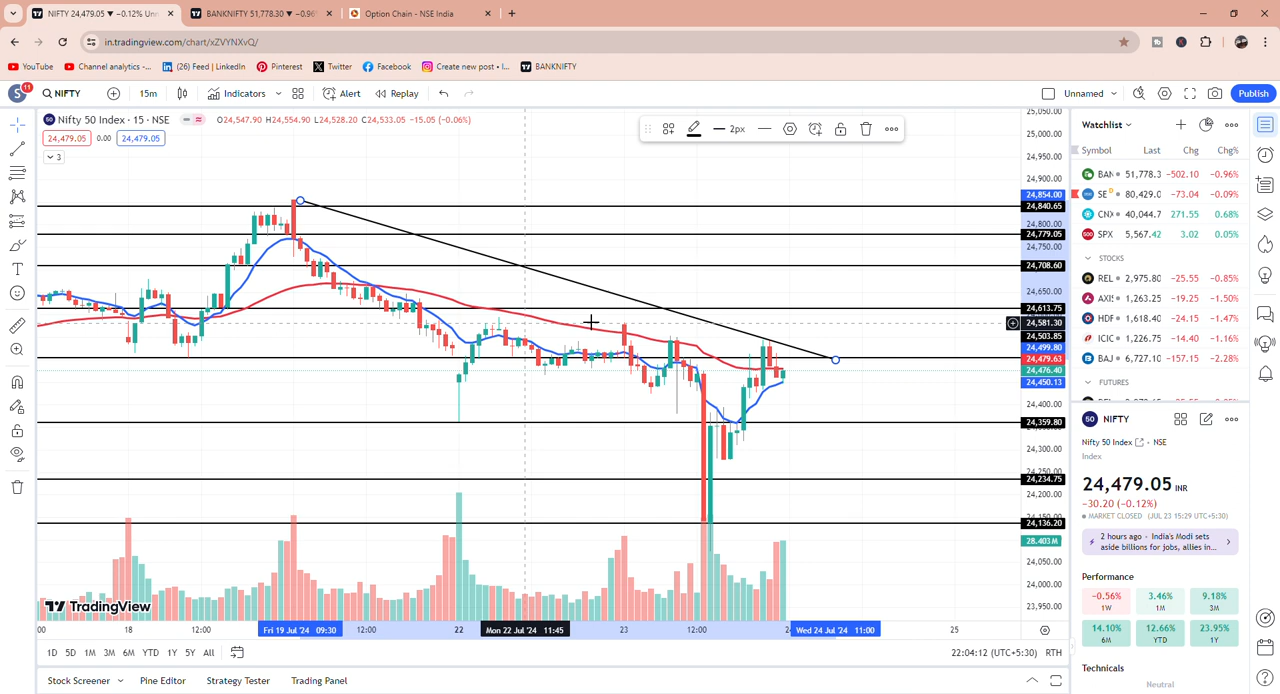 NIFTY 24,479.05 ▼ −0.12% Unn
BANKNIFTY 51,778.30 ▼ −0.96%
Option Chain - NSE India
in.tradingview.com/chart/xZVYNXvQ/
YouTube
Channel analytics -...
(26) Feed | LinkedIn
Pinterest
Twitter
Facebook
Create new post • I...
BANKNIFTY
S
11
NIFTY
15m
Indicators
Alert
Replay
Unnamed
Publish
Nifty 50 Index · 15 · NSE
O24,547.90 H24,554.90 L24,528.20 C24,533.05 −15.05 (−0.06%)
24,479.05
0.00
24,479.05
3
2px
25,050.00
25,000.00
24,950.00
24,900.00
24,854.00
24,840.65
24,800.00
24,779.05
24,750.00
24,708.60
24,650.00
24,613.75
24,581.30
24,503.85
24,499.80
24,479.63
24,476.40
24,450.13
24,400.00
24,359.80
24,300.00
24,250.00
24,234.75
24,200.00
24,136.20
28.403 M
24,050.00
24,000.00
23,950.00
TradingView
:00
18
12:00
Fri 19 Jul '24 09:30
12:00
22
Mon 22 Jul '24 11:45
23
12:00
Wed 24 Jul '24 11:00
25
1D 5D 1M 3M 6M YTD 1Y 5Y All
22:04:12 (UTC+5:30) RTH
Stock Screener
Pine Editor
Strategy Tester
Trading Panel
Watchlist
Symbol Last Chg Chg%
BAN 51,778.3 −502.10 −0.96%
SE D 80,429.0 −73.04 −0.09%
CNX 40,044.7 271.55 0.68%
SPX 5,567.42 3.02 0.05%
STOCKS
REL 2,975.80 −25.55 −0.85%
AXIS 1,263.25 −19.25 −1.50%
HDF 1,618.40 −24.15 −1.47%
ICIC 1,226.75 −14.40 −1.16%
BAJ 6,727.10 −157.15 −2.28%
FUTURES
50 NIFTY
Nifty 50 Index • NSE
Index
24,479.05 INR
−30.20 (−0.12%)
MARKET CLOSED (JUL 23 15:29 UTC+5:30)
2 hours ago · India's Modi sets
aside billions for jobs, allies in...
Performance
−0.56% 3.46% 9.18%
1W 1M 3M
14.10% 12.66% 23.95%
6M YTD 1Y
Technicals
Neutral